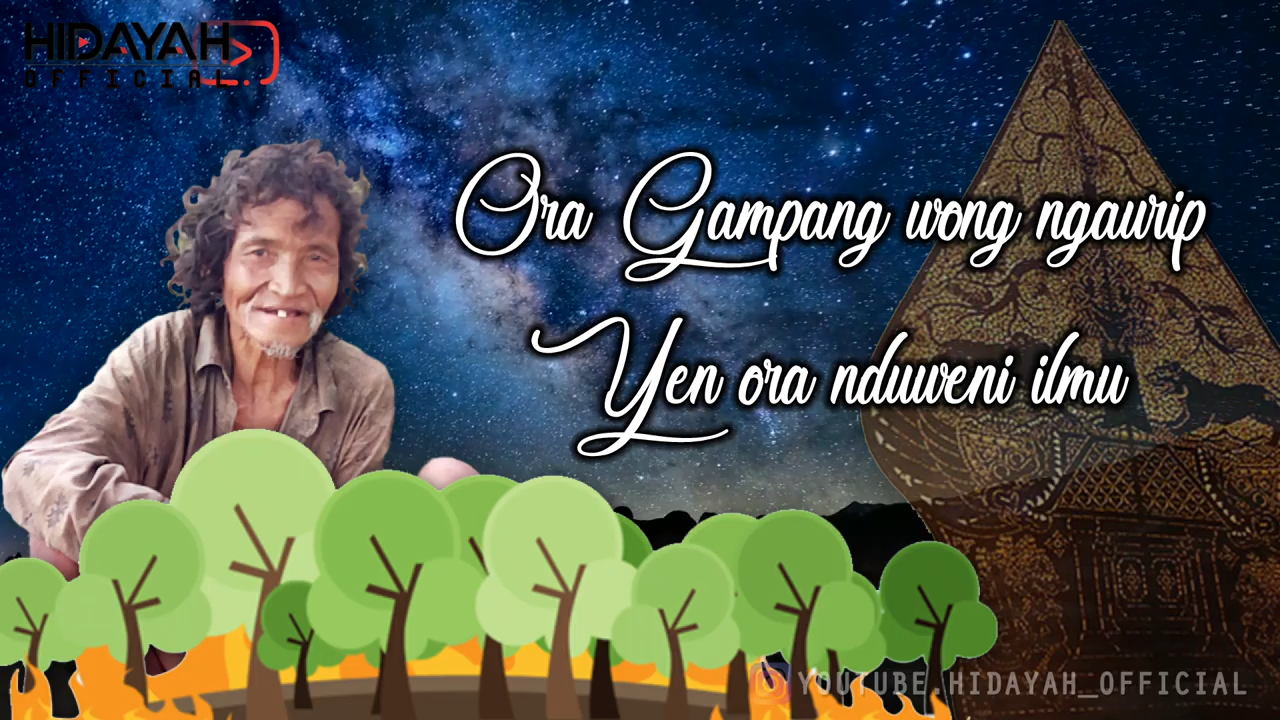 HIDAYAH
OFFICIAL
Ora Gampang wong ngaurip
Yen ora nduweni ilmu
YOUTUBE.HIDAYAH_OFFICIAL